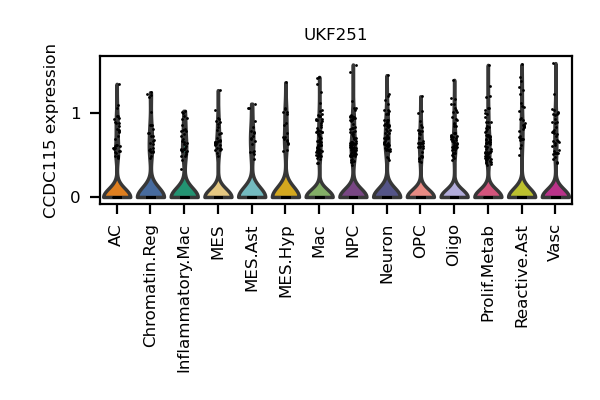 UKF251
CCDC115 expression
1
0
AC
Chromatin.Reg
Inflammatory.Mac
MES
MES.Ast
MES.Hyp
Mac
NPC
Neuron
OPC
Oligo
Prolif.Metab
Reactive.Ast
Vasc